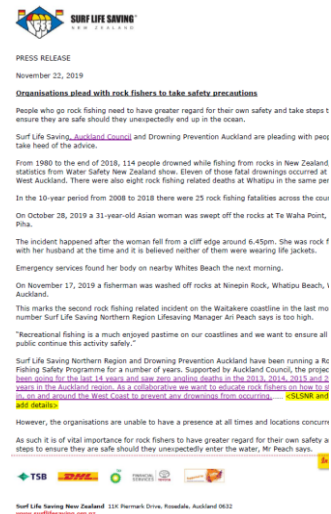 SURF LIFE SAVING
NEW ZEALAND
PRESS RELEASE
November 22, 2019
Organisations plead with rock fishers to take safety precautions
People who go rock fishing need to have greater regard for their own safety and take steps t
ensure they are safe should they unexpectedly end up in the ocean.
Surf Life Saving, Auckland Council and Drowning Prevention Auckland are pleading with peop
take heed of the advice.
From 1980 to the end of 2018, 114 people drowned while fishing from rocks in New Zealand,
statistics from Water Safety New Zealand show. Eleven of those fatal drownings occurred at
West Auckland. There were also eight rock fishing related deaths at Whatipu in the same per
In the 10-year period from 2008 to 2018 there were 25 rock fishing fatalities across the cour
On October 28, 2019 a 31-year-old Asian woman was swept off the rocks at Te Waha Point,
Piha.
The incident happened after the woman fell from a cliff edge around 6.45pm. She was rock f
with her husband at the time and it is believed neither of them were wearing life jackets.
Emergency services found her body on nearby Whites Beach the next morning.
On November 17, 2019 a fisherman was washed off rocks at Ninepin Rock, Whatipu Beach, W
Auckland.
This marks the second rock fishing related incident on the Waitakere coastline in the last mo
number Surf Life Saving Northern Region Lifesaving Manager Ari Peach says is too high.
"Recreational fishing is a much enjoyed pastime on our coastlines and we want to ensure all
public continue this activity safely."
Surf Life Saving Northern Region and Drowning Prevention Auckland have been running a Ro
Fishing Safety Programme for a number of years. Supported by Auckland Council, the projec
been going for the last 14 years and saw zero angling deaths in the 2013, 2014, 2015 and 2
years in the Auckland region. As a collaborative we want to educate rock fishers on how to s
in, on and around the West Coast to prevent any drownings from occurring..... <SLSNR and
add details>
However, the organisations are unable to have a presence at all times and locations concurre
As such it is of vital importance for rock fishers to have greater regard for their own safety a
steps to ensure they are safe should they unexpectedly enter the water, Mr Peach says.
TSB
DHL
bp
FINANCIAL SERVICES
Surf Life Saving New Zealand 11K Piermark Drive, Rosedale, Auckland 0632
www.surflifesaving.org.nz